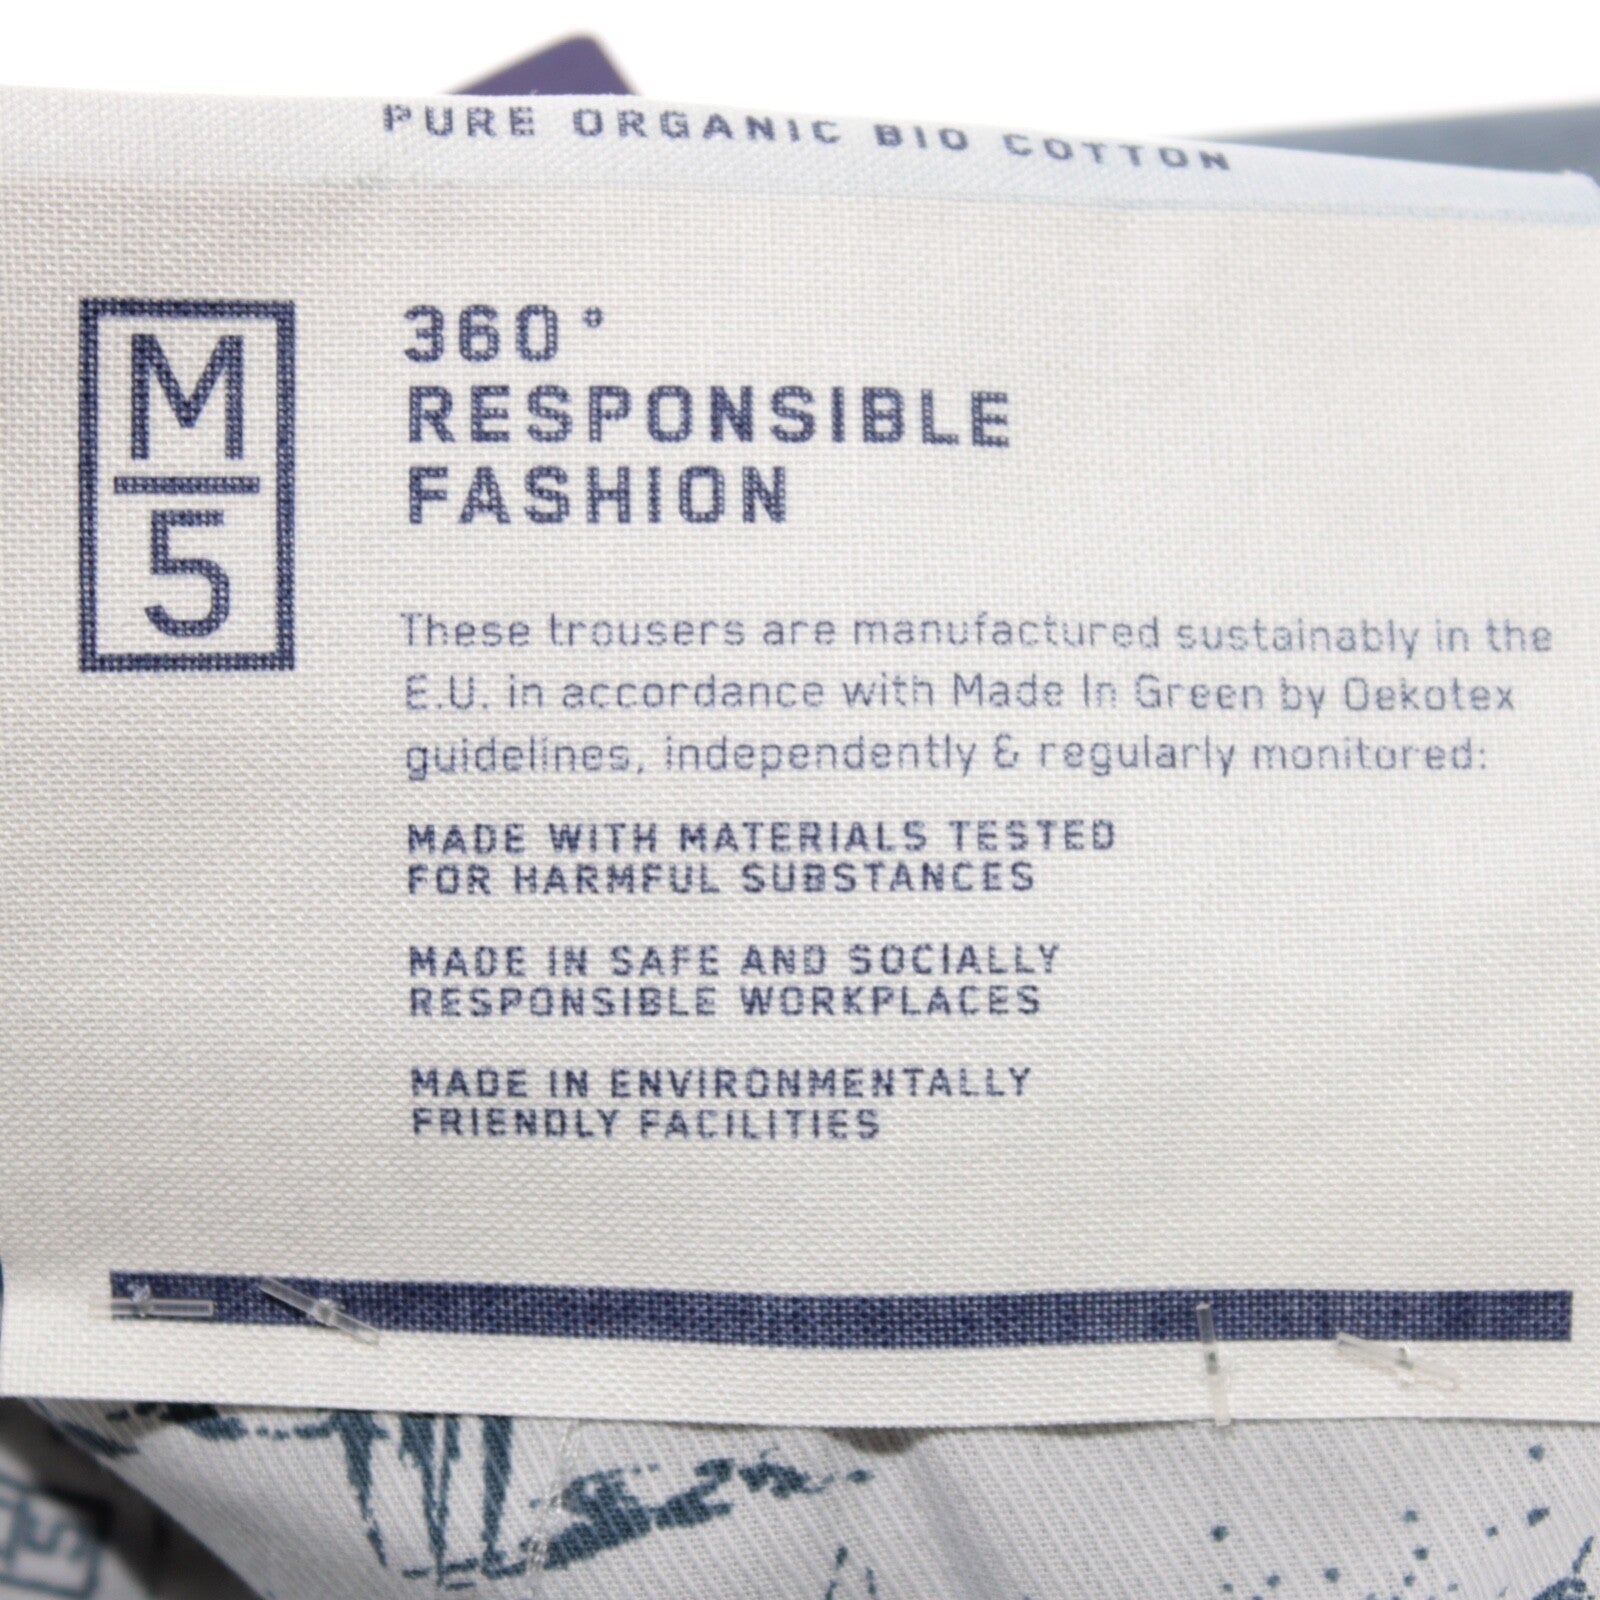 PURE ORGANIC BIO COTTON
M
5
360°
RESPONSIBLE
FASHION
These trousers are manufactured sustainably in the
E.U. in accordance with Made In Green by Oekotex
guidelines, independently & regularly monitored:
MADE WITH MATERIALS TESTED
FOR HARMFUL SUBSTANCES
MADE IN SAFE AND SOCIALLY
RESPONSIBLE WORKPLACES
MADE IN ENVIRONMENTALLY
FRIENDLY FACILITIES